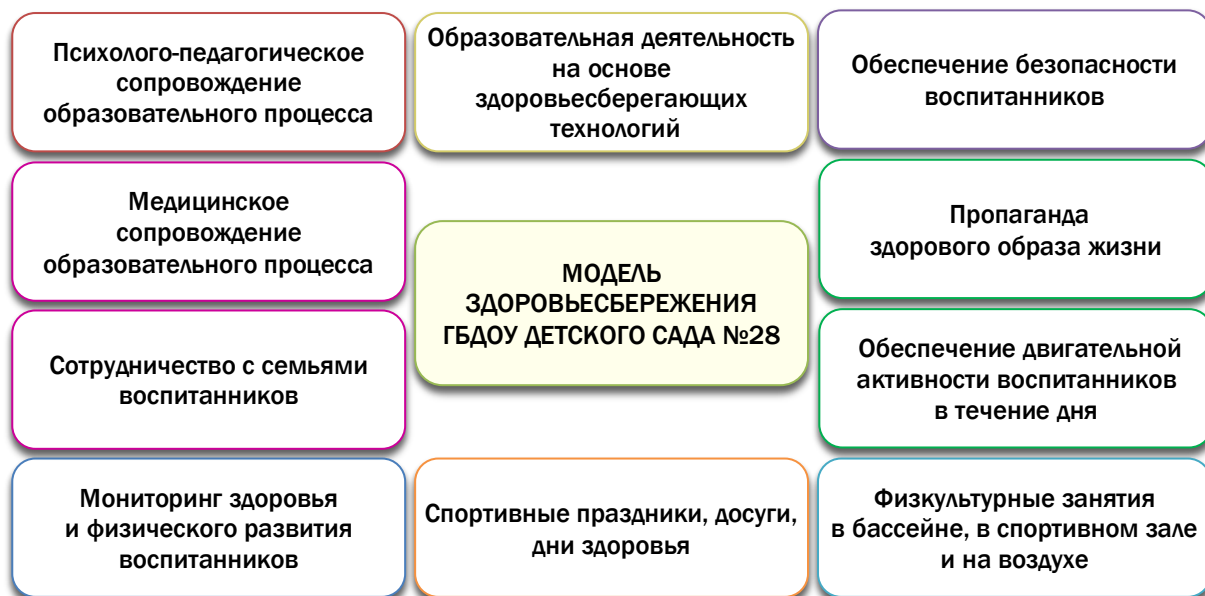 Психолого-педагогическое
сопровождение
образовательного процесса
Образовательная деятельность
на основе
здоровьесберегающих
технологий
Обеспечение безопасности
воспитанников
Медицинское
сопровождение
образовательного процесса
МОДЕЛЬ
ЗДОРОВЬЕСБЕРЕЖЕНИЯ
ГБДОУ ДЕТСКОГО САДА №28
Пропаганда
здорового образа жизни
Сотрудничество с семьями
воспитанников
Обеспечение двигательной
активности воспитанников
в течение дня
Мониторинг здоровья
и физического развития
воспитанников
Спортивные праздники, досуги,
дни здоровья
Физкультурные занятия
в бассейне, в спортивном зале
и на воздухе